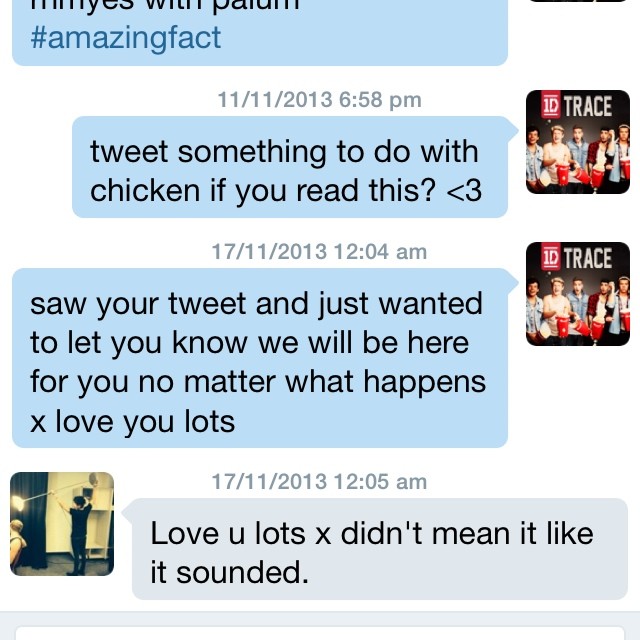 #amazingfact
11/11/2013 6:58 pm
1D TRACE
tweet something to do with
chicken if you read this? <3
17/11/2013 12:04 am
1D TRACE
saw your tweet and just wanted
to let you know we will be here
for you no matter what happens
x love you lots
17/11/2013 12:05 am
Love u lots x didn't mean it like
it sounded.